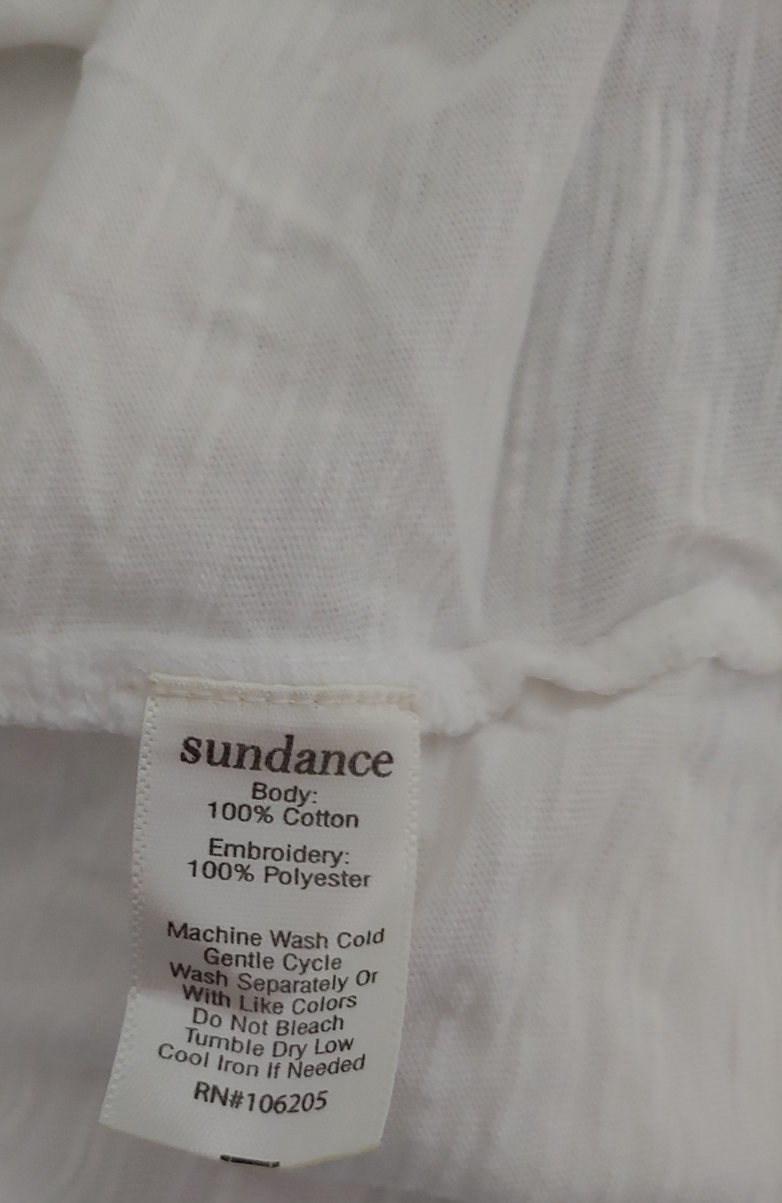 sundance
Body:
100% Cotton
Embroidery:
100% Polyester
Machine Wash Cold
Gentle Cycle
Wash Separately Or
With Like Colors
Do Not Bleach
Tumble Dry Low
Cool Iron If Needed
RN#106205